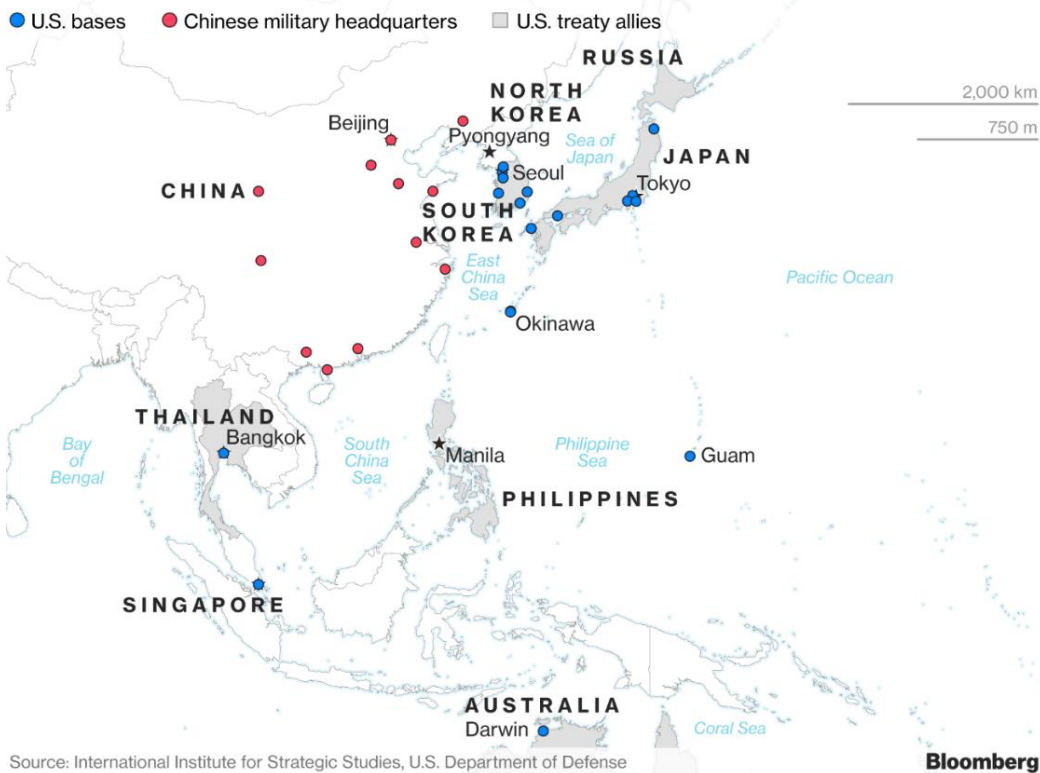 U.S. bases
Chinese military headquarters
U.S. treaty allies
RUSSIA
2,000 km
750 m
NORTH
KOREA
Beijing
Pyongyang
Sea of
Japan
JAPAN
CHINA
Seoul
Tokyo
SOUTH
KOREA
East
China
Sea
Pacific Ocean
Okinawa
THAILAND
Bangkok
Bay
of
Bengal
South
China
Sea
Manila
Philippine
Sea
Guam
PHILIPPINES
SINGAPORE
AUSTRALIA
Darwin
Coral Sea
Source: International Institute for Strategic Studies, U.S. Department of Defense
Bloomberg